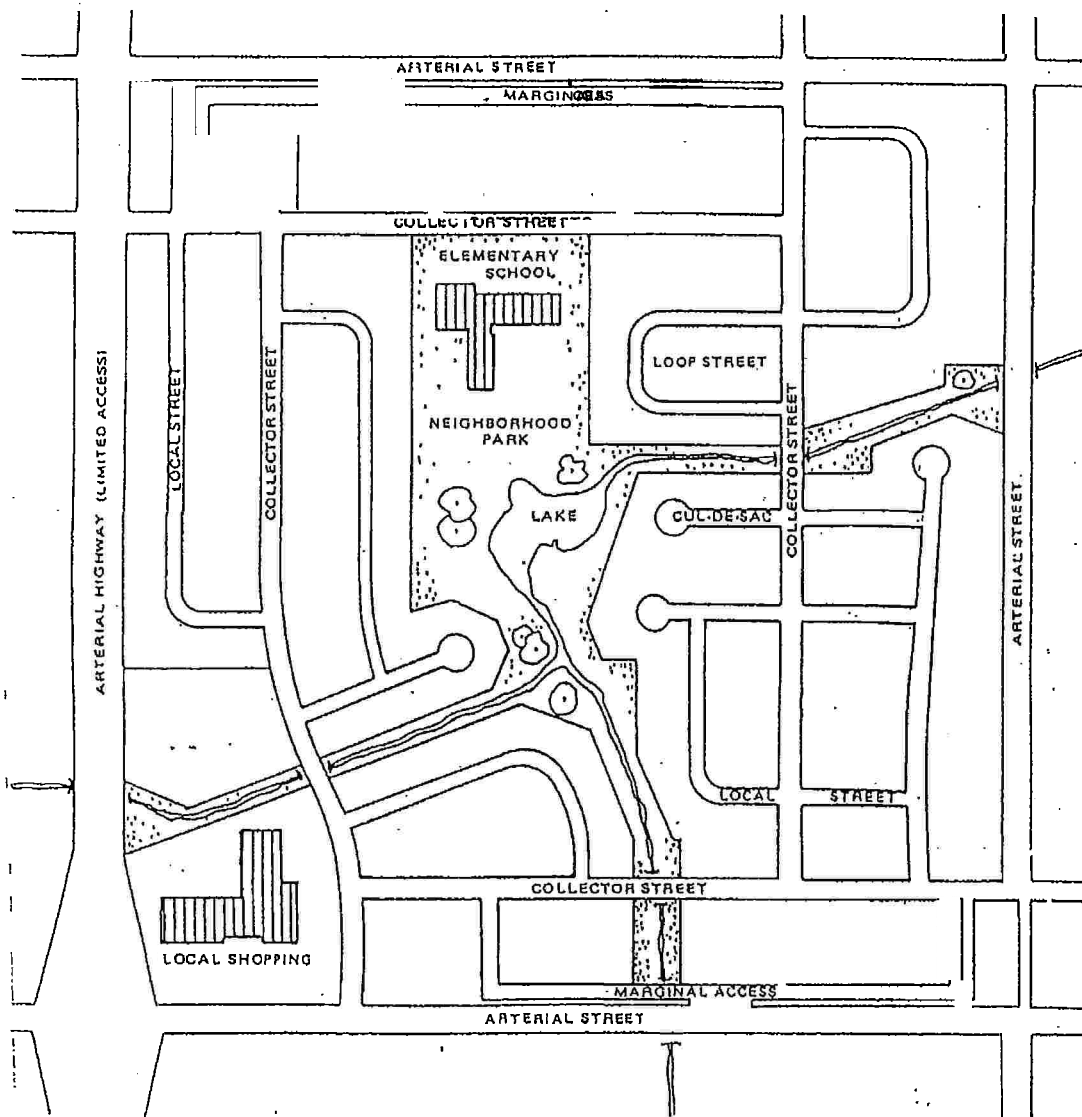 ARTERIAL STREET
MARGINAL
COLLECTOR STREET
ELEMENTARY
SCHOOL
ARTERIAL HIGHWAY (LIMITED ACCESS)
LOCAL STREET
COLLECTOR STREET
LOOP STREET
NEIGHBORHOOD
PARK
LAKE
CUL-DE-SAC
COLLECTOR STREET
ARTERIAL STREET.
LOCAL STREET
COLLECTOR STREET
LOCAL SHOPPING
MARGINAL ACCESS
ARTERIAL STREET